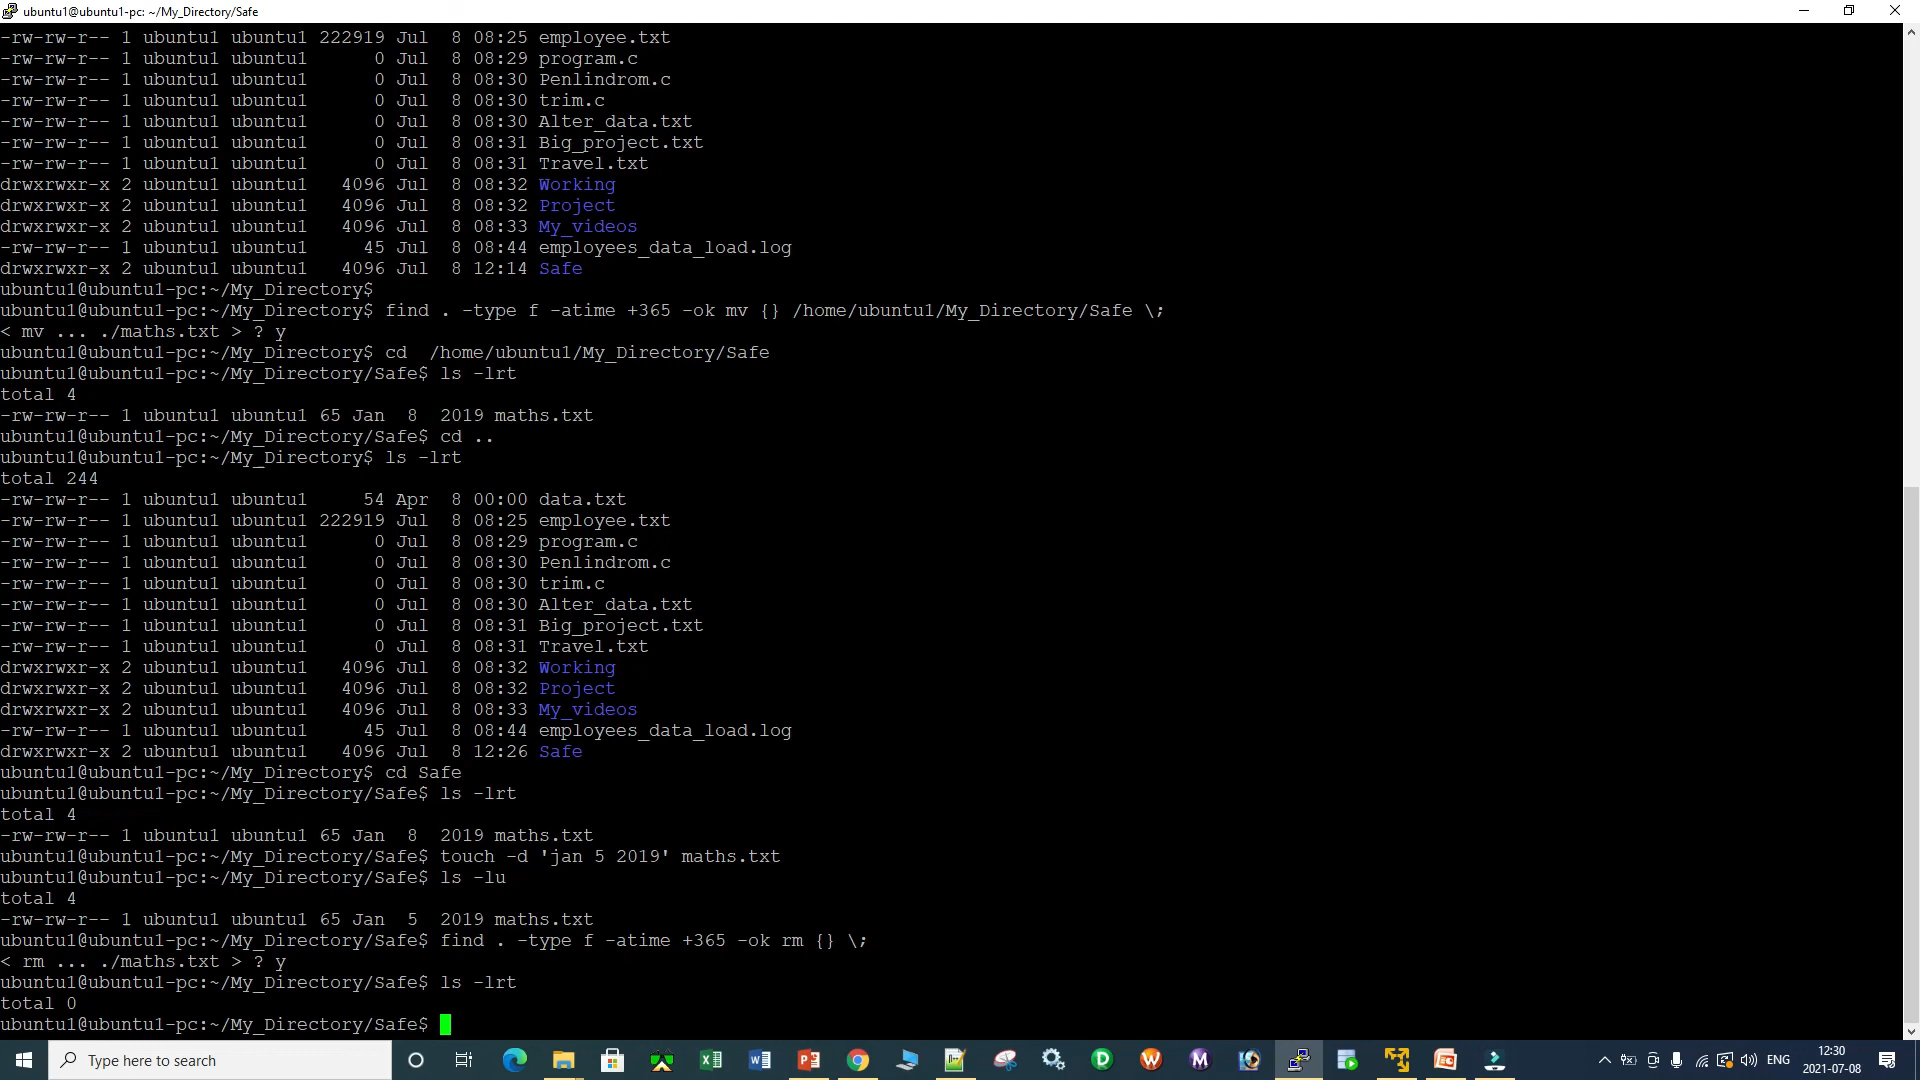 ubuntu1@ubuntu1-pc: ~/My_Directory/Safe
-rw-rw-r-- 1 ubuntu1 ubuntu1 222919 Jul  8 08:25 employee.txt
-rw-rw-r-- 1 ubuntu1 ubuntu1      0 Jul  8 08:29 program.c
-rw-rw-r-- 1 ubuntu1 ubuntu1      0 Jul  8 08:30 Penlindrom.c
-rw-rw-r-- 1 ubuntu1 ubuntu1      0 Jul  8 08:30 trim.c
-rw-rw-r-- 1 ubuntu1 ubuntu1      0 Jul  8 08:30 Alter_data.txt
-rw-rw-r-- 1 ubuntu1 ubuntu1      0 Jul  8 08:31 Big_project.txt
-rw-rw-r-- 1 ubuntu1 ubuntu1      0 Jul  8 08:31 Travel.txt
drwxrwxr-x 2 ubuntu1 ubuntu1   4096 Jul  8 08:32 Working
drwxrwxr-x 2 ubuntu1 ubuntu1   4096 Jul  8 08:32 Project
drwxrwxr-x 2 ubuntu1 ubuntu1   4096 Jul  8 08:33 My_videos
-rw-rw-r-- 1 ubuntu1 ubuntu1     45 Jul  8 08:44 employees_data_load.log
drwxrwxr-x 2 ubuntu1 ubuntu1   4096 Jul  8 12:14 Safe
ubuntu1@ubuntu1-pc:~/My_Directory$
ubuntu1@ubuntu1-pc:~/My_Directory$ find . -type f -atime +365 -ok mv {} /home/ubuntu1/My_Directory/Safe \;
< mv ... ./maths.txt > ? y
ubuntu1@ubuntu1-pc:~/My_Directory$ cd  /home/ubuntu1/My_Directory/Safe
ubuntu1@ubuntu1-pc:~/My_Directory/Safe$ ls -lrt
total 4
-rw-rw-r-- 1 ubuntu1 ubuntu1 65 Jan  8  2019 maths.txt
ubuntu1@ubuntu1-pc:~/My_Directory/Safe$ cd ..
ubuntu1@ubuntu1-pc:~/My_Directory$ ls -lrt
total 244
-rw-rw-r-- 1 ubuntu1 ubuntu1     54 Apr  8 00:00 data.txt
-rw-rw-r-- 1 ubuntu1 ubuntu1 222919 Jul  8 08:25 employee.txt
-rw-rw-r-- 1 ubuntu1 ubuntu1      0 Jul  8 08:29 program.c
-rw-rw-r-- 1 ubuntu1 ubuntu1      0 Jul  8 08:30 Penlindrom.c
-rw-rw-r-- 1 ubuntu1 ubuntu1      0 Jul  8 08:30 trim.c
-rw-rw-r-- 1 ubuntu1 ubuntu1      0 Jul  8 08:30 Alter_data.txt
-rw-rw-r-- 1 ubuntu1 ubuntu1      0 Jul  8 08:31 Big_project.txt
-rw-rw-r-- 1 ubuntu1 ubuntu1      0 Jul  8 08:31 Travel.txt
drwxrwxr-x 2 ubuntu1 ubuntu1   4096 Jul  8 08:32 Working
drwxrwxr-x 2 ubuntu1 ubuntu1   4096 Jul  8 08:32 Project
drwxrwxr-x 2 ubuntu1 ubuntu1   4096 Jul  8 08:33 My_videos
-rw-rw-r-- 1 ubuntu1 ubuntu1     45 Jul  8 08:44 employees_data_load.log
drwxrwxr-x 2 ubuntu1 ubuntu1   4096 Jul  8 12:26 Safe
ubuntu1@ubuntu1-pc:~/My_Directory$ cd Safe
ubuntu1@ubuntu1-pc:~/My_Directory/Safe$ ls -lrt
total 4
-rw-rw-r-- 1 ubuntu1 ubuntu1 65 Jan  8  2019 maths.txt
ubuntu1@ubuntu1-pc:~/My_Directory/Safe$ touch -d 'jan 5 2019' maths.txt
ubuntu1@ubuntu1-pc:~/My_Directory/Safe$ ls -lu
total 4
-rw-rw-r-- 1 ubuntu1 ubuntu1 65 Jan  5  2019 maths.txt
ubuntu1@ubuntu1-pc:~/My_Directory/Safe$ find . -type f -atime +365 -ok rm {} \;
< rm ... ./maths.txt > ? y
ubuntu1@ubuntu1-pc:~/My_Directory/Safe$ ls -lrt
total 0
ubuntu1@ubuntu1-pc:~/My_Directory/Safe$
Type here to search
ENG
12:30
2021-07-08